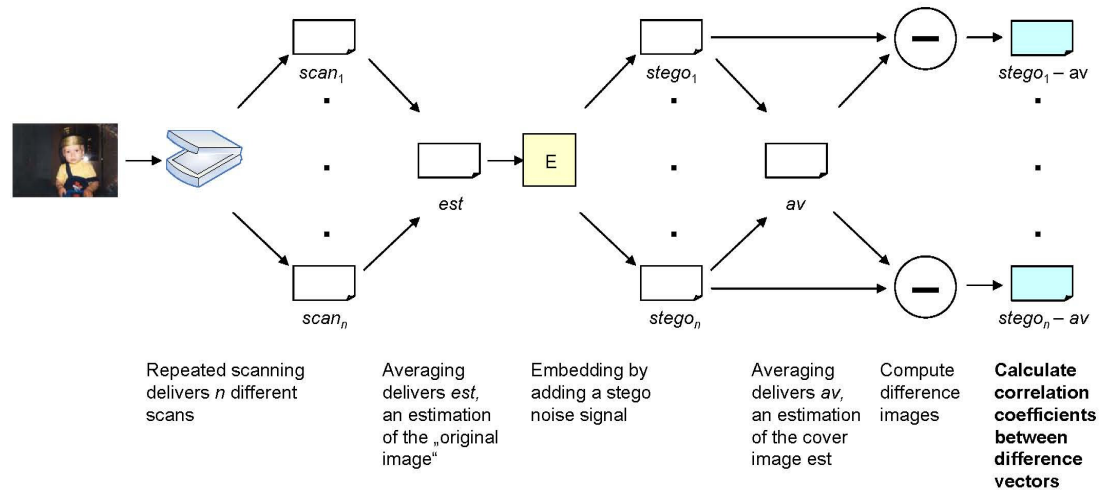 scan₁
stego₁
stego₁ – av
E
est
av
scanₙ
stegoₙ
stegoₙ – av
Repeated scanning
delivers n different
scans
Averaging
delivers est,
an estimation
of the „original
image“
Embedding by
adding a stego
noise signal
Averaging
delivers av,
an estimation
of the cover
image est
Compute
difference
images
Calculate
correlation
coefficients
between
difference
vectors